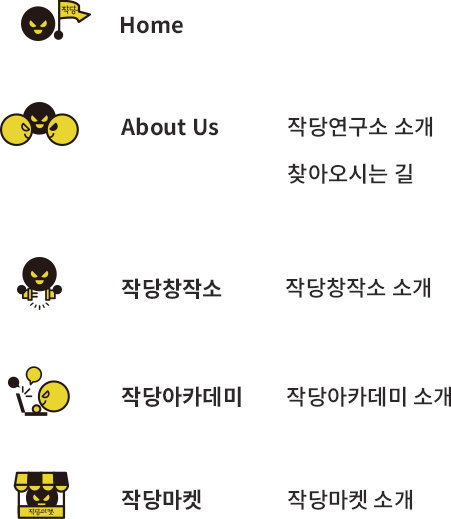 작당
Home
About Us
작당연구소 소개
찾아오시는 길
작당창작소
작당창작소 소개
작당아카데미
작당아카데미 소개
작당마켓
작당마켓
작당마켓 소개